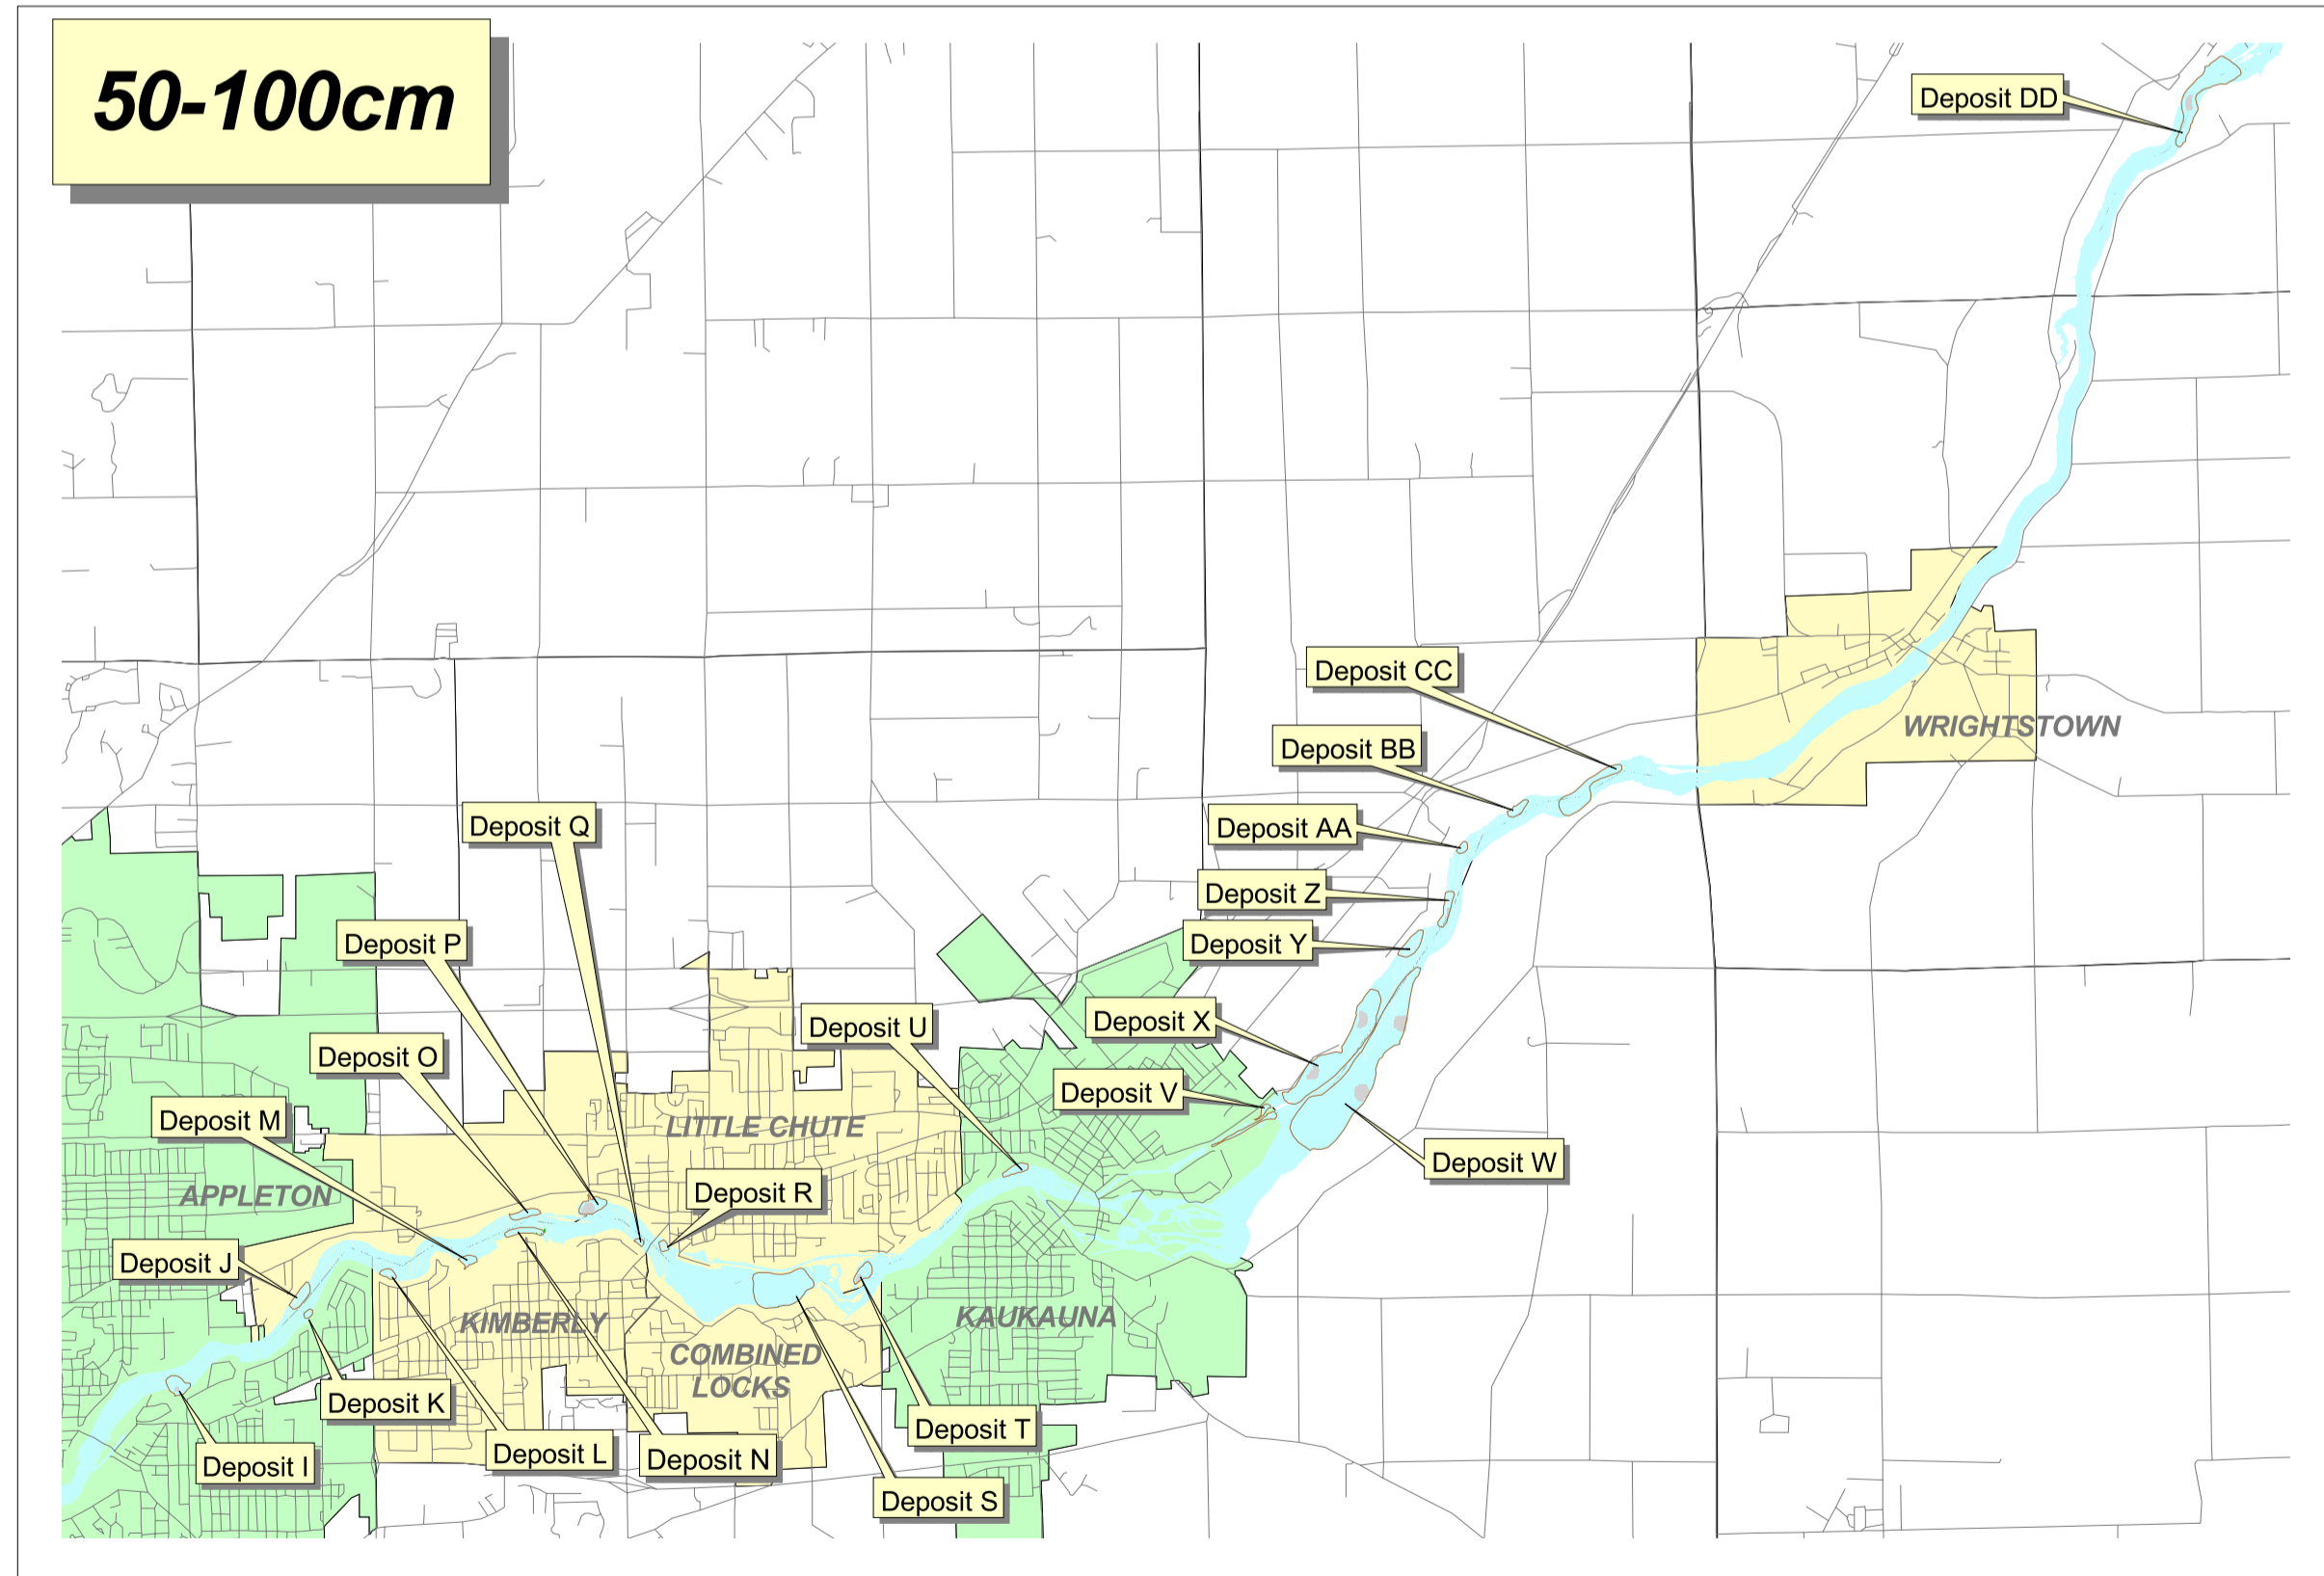 50-100cm
Deposit DD
Deposit CC
WRIGHTSTOWN
Deposit BB
Deposit Q
Deposit AA
Deposit Z
Deposit P
Deposit Y
Deposit U
Deposit X
Deposit O
Deposit V
Deposit M
LITTLE CHUTE
Deposit W
APPLETON
Deposit R
Deposit J
KIMBERLY
KAUKAUNA
COMBINED
LOCKS
Deposit K
Deposit T
Deposit I
Deposit L
Deposit N
Deposit S